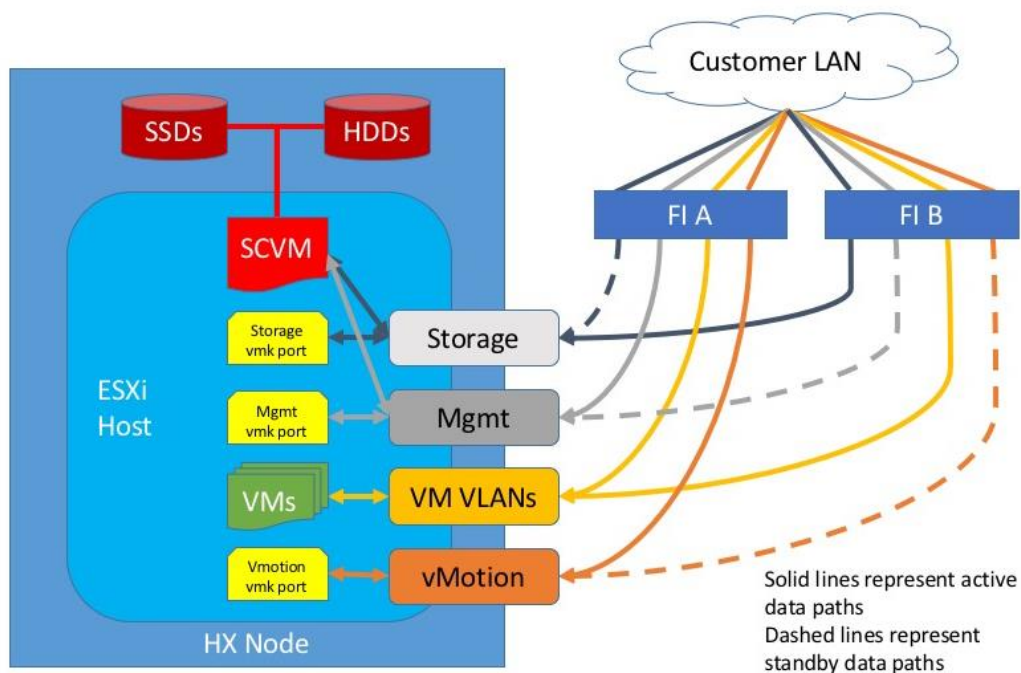 Customer LAN
SSDs
HDDs
FI A
FI B
SCVM
Storage
vmk port
Storage
ESXi
Host
Mgmt
vmk port
Mgmt
VMs
VM VLANs
Vmotion
vmk port
vMotion
HX Node
Solid lines represent active
data paths
Dashed lines represent
standby data paths